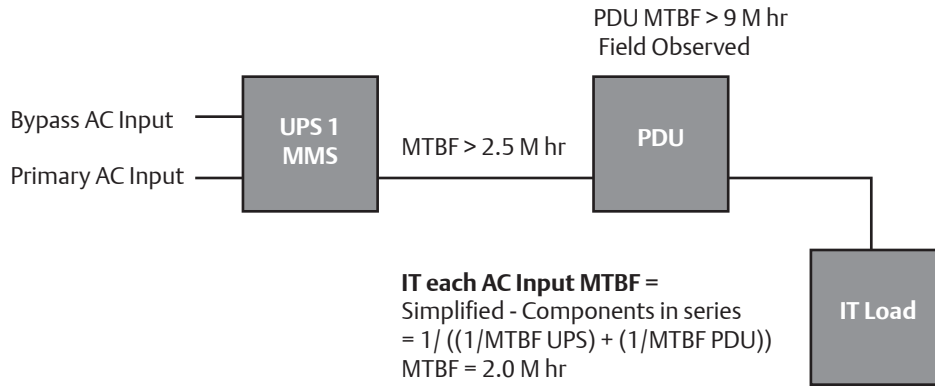 PDU MTBF > 9 M hr
Field Observed
Bypass AC Input
Primary AC Input
UPS 1
MMS
MTBF > 2.5 M hr
PDU
IT each AC Input MTBF =
Simplified - Components in series
= 1/ ((1/MTBF UPS) + (1/MTBF PDU))
MTBF = 2.0 M hr
IT Load